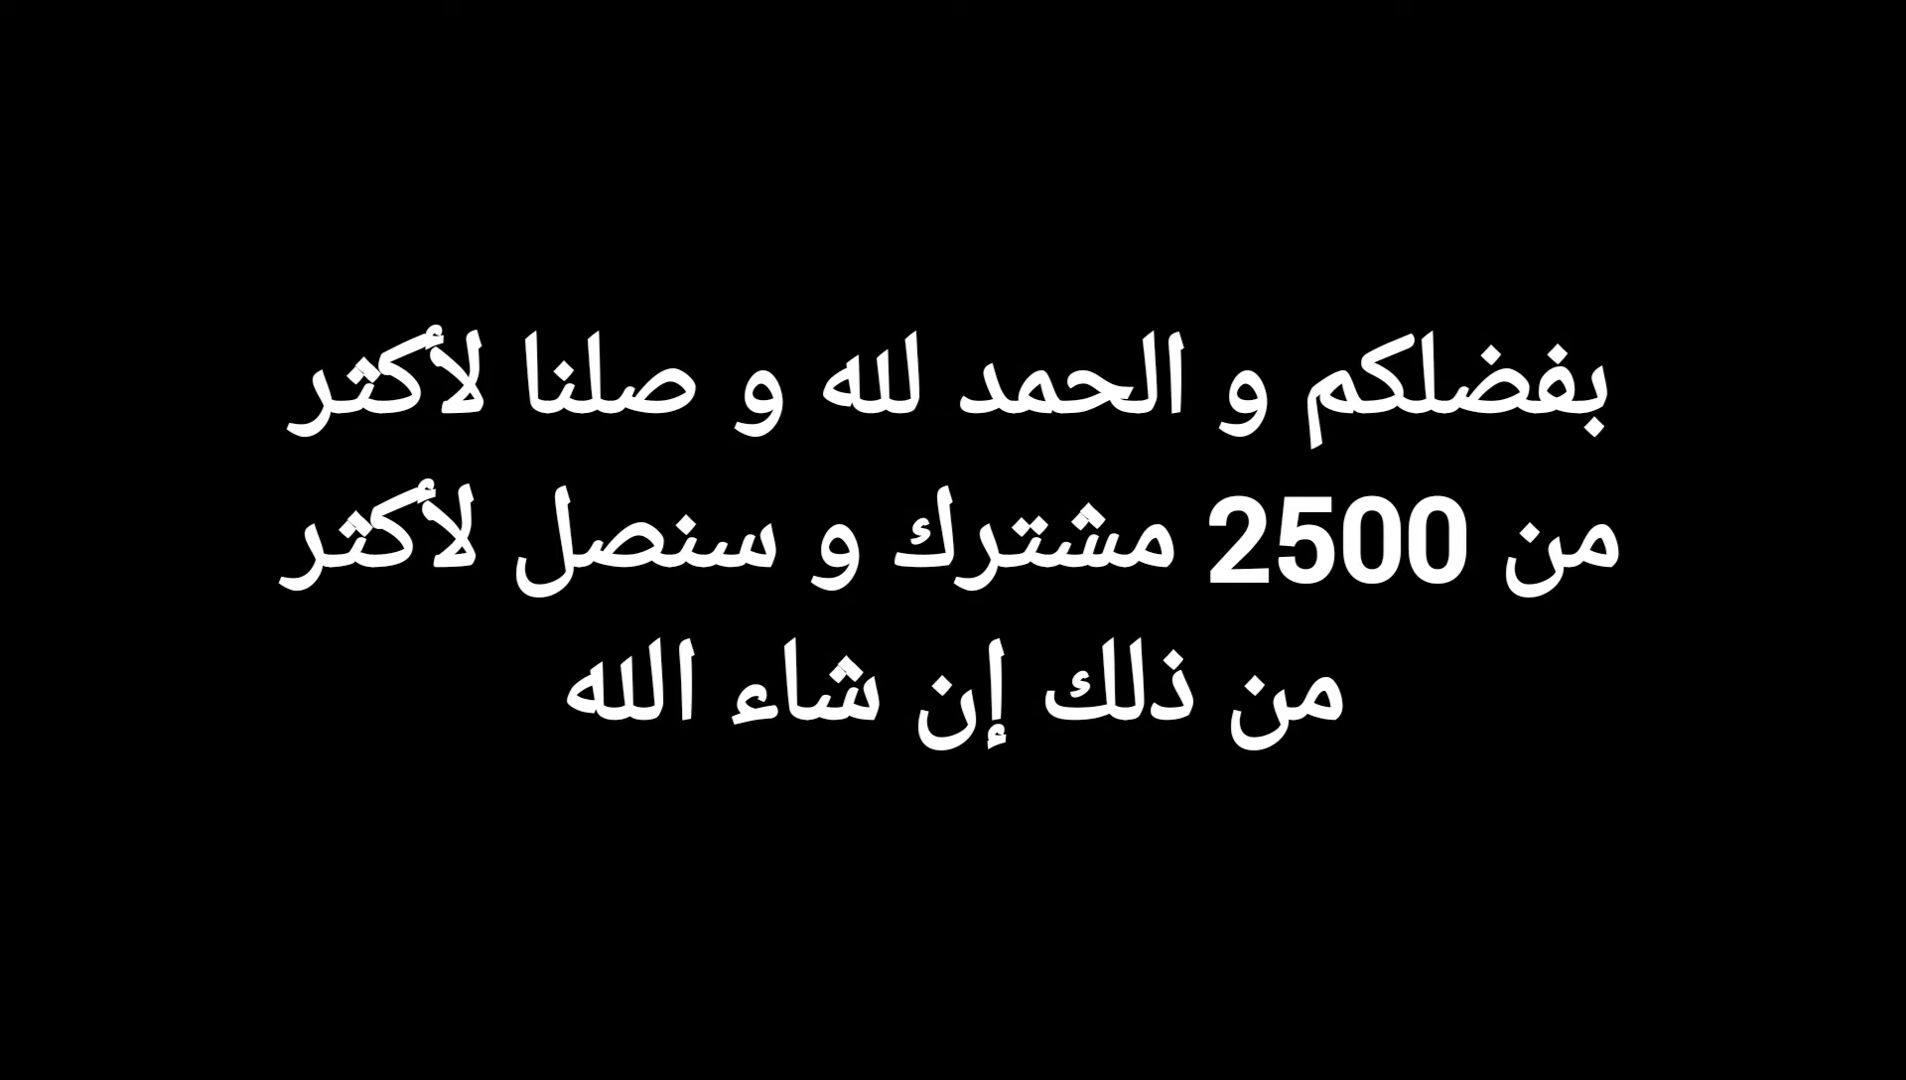 بفضلكم و الحمد لله و صلنا لأكثر
من 2500 مشترك و سنصل لأكثر
من ذلك إن شاء الله